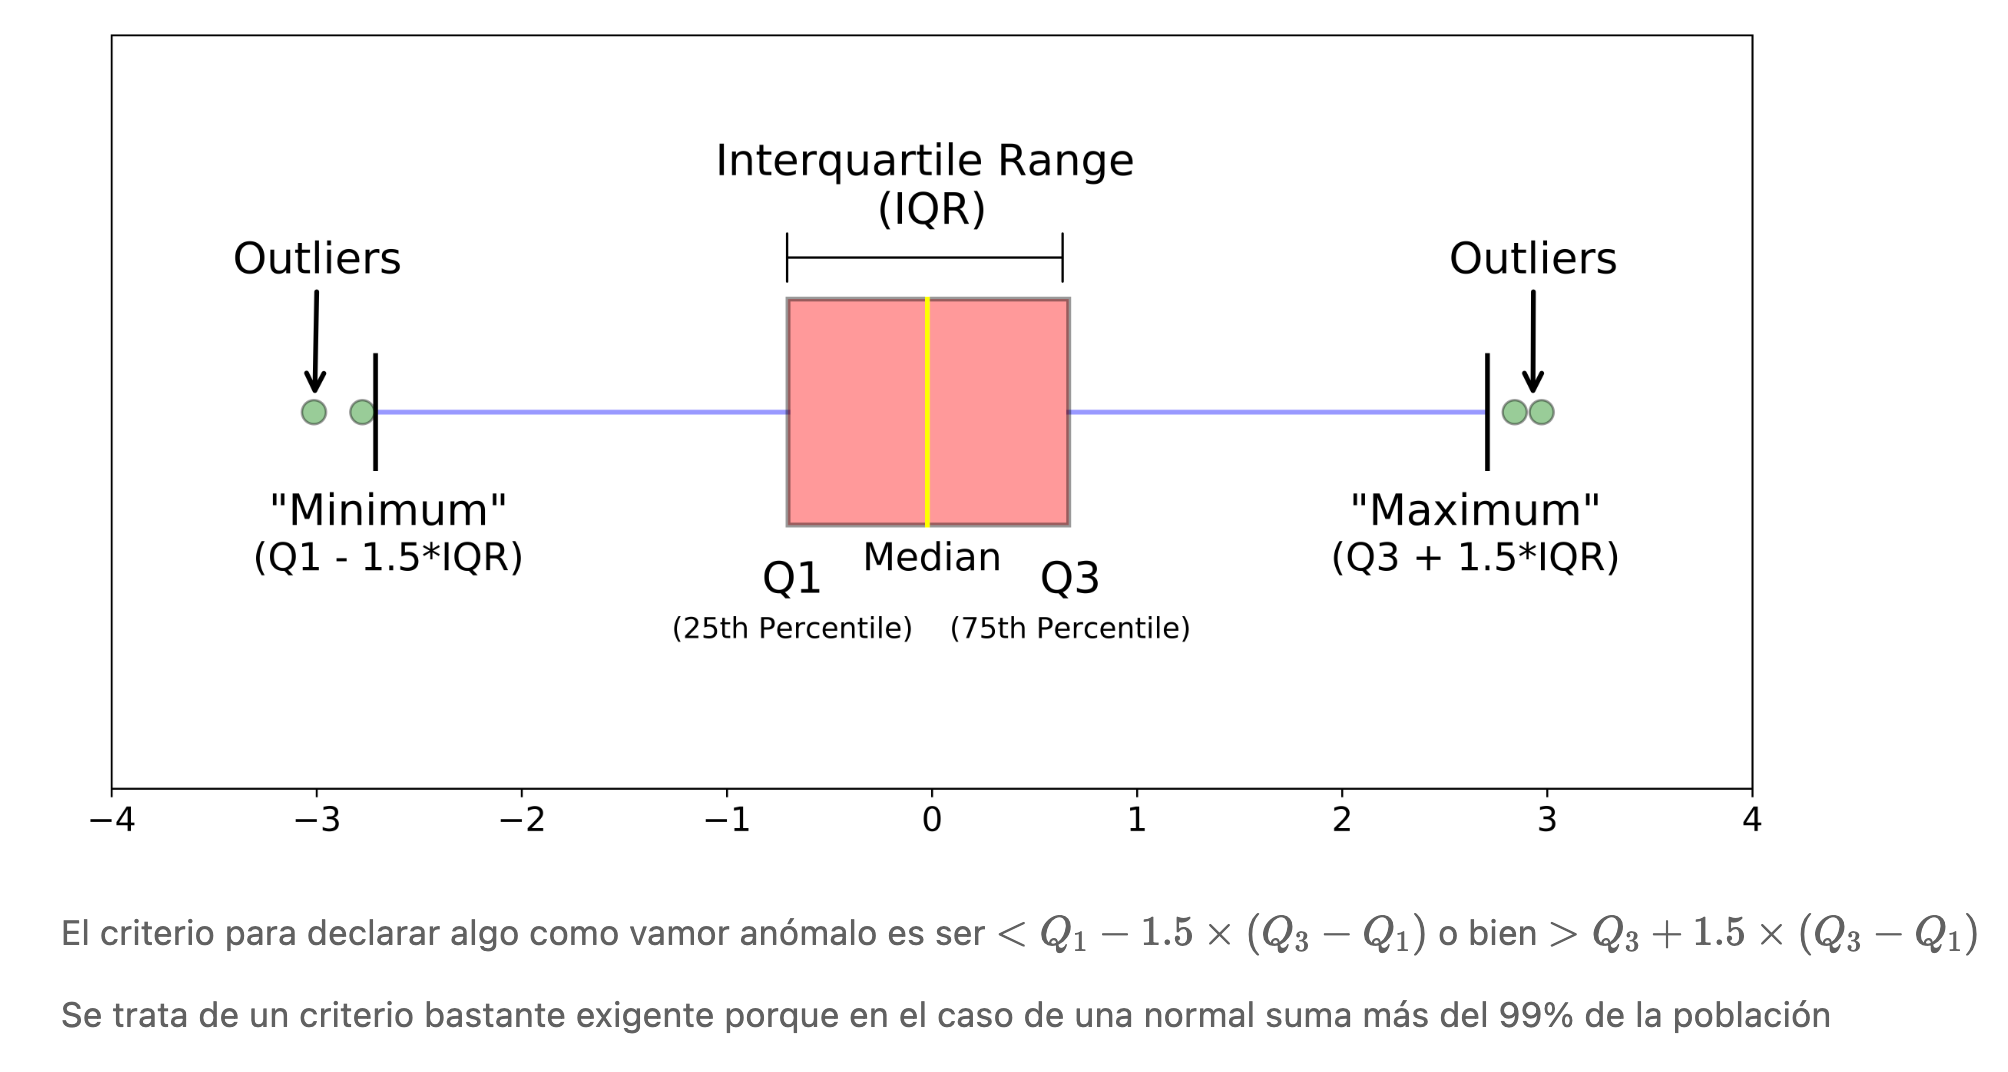 Interquartile Range
(IQR)
Outliers
Outliers
"Minimum"
(Q1 - 1.5*IQR)
"Maximum"
(Q3 + 1.5*IQR)
Median
Q1
Q3
(25th Percentile)
(75th Percentile)
−4 −3 −2 −1 0 1 2 3 4
El criterio para declarar algo como vamor anómalo es ser < Q₁ − 1.5 × (Q₃ − Q₁) o bien > Q₃ + 1.5 × (Q₃ − Q₁)
Se trata de un criterio bastante exigente porque en el caso de una normal suma más del 99% de la población